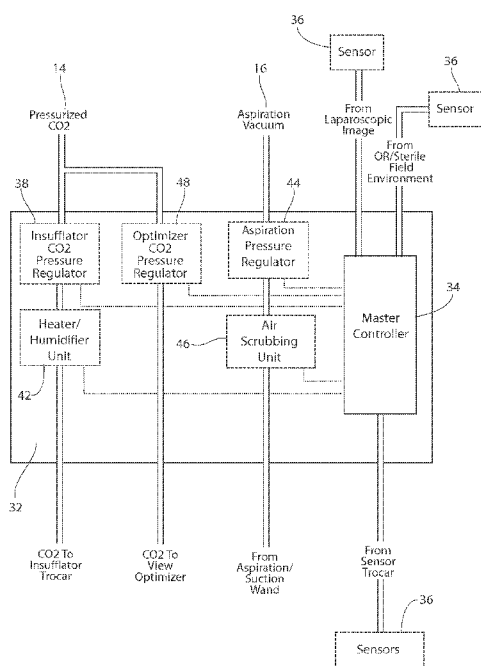 36
Sensor
36
Sensor
14
16
Pressurized
CO2
Aspiration
Vacuum
From
Laparoscopic
Image
From
OR/Sterile
Field
Environment
38
48
44
Insufflator
CO2
Pressure
Regulator
Optimizer
CO2
Pressure
Regulator
Aspiration
Pressure
Regulator
34
Master
Controller
Heater/
Humidifier
Unit
46
Air
Scrubbing
Unit
42
32
CO2 To
Insufflator
Trocar
CO2 To
View
Optimizer
From
Aspiration/
Suction
Wand
From
Sensor
Trocar
36
Sensors